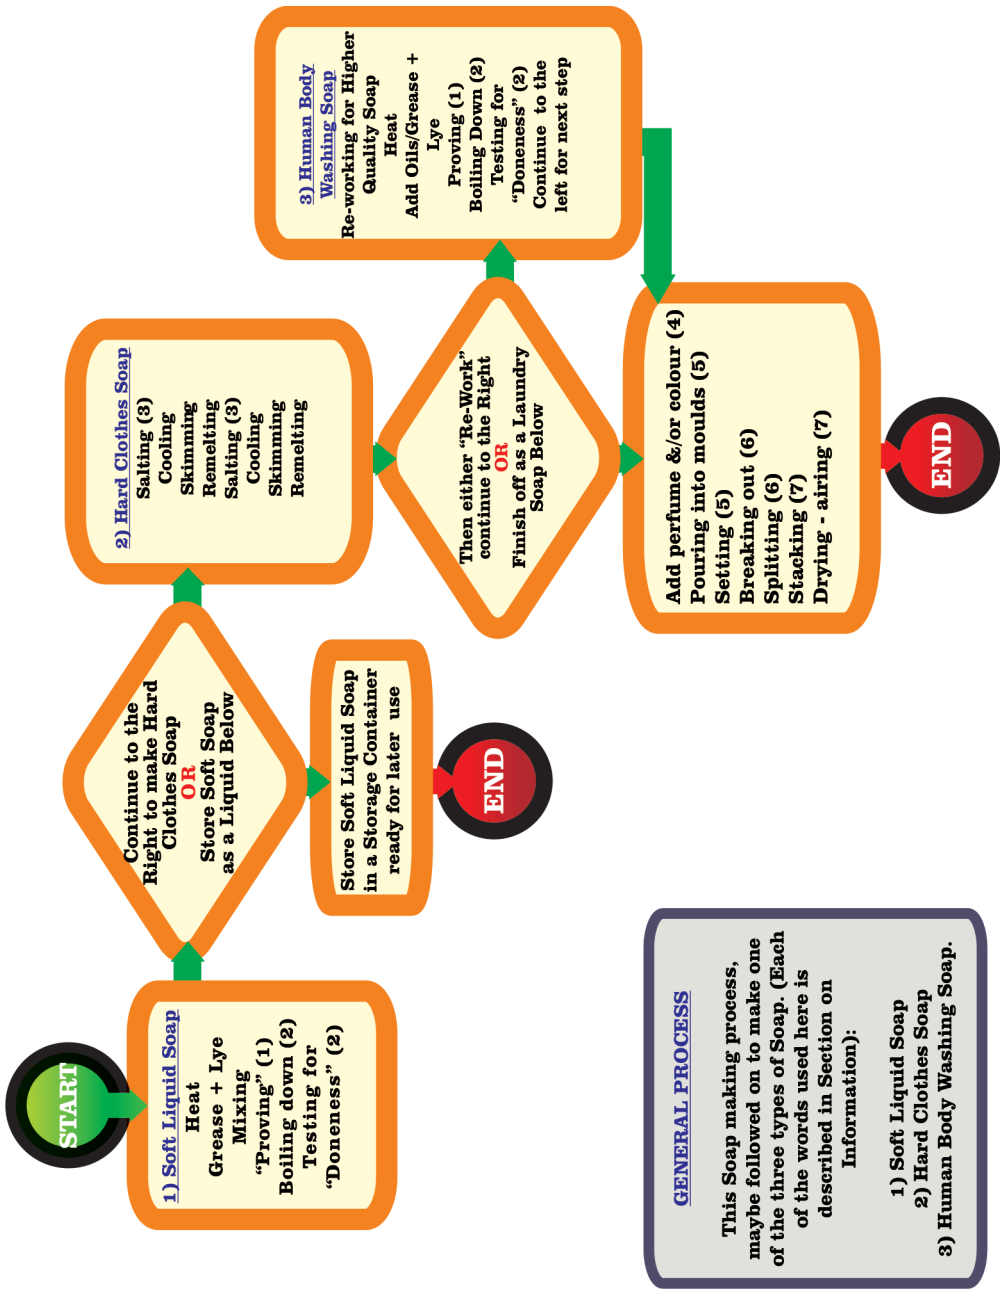 START
1) Soft Liquid Soap
Heat
Grease + Lye
Mixing
“Proving” (1)
Boiling down (2)
Testing for
“Doneness” (2)
Continue to the
Right to make Hard
Clothes Soap
OR
Store Soft Soap
as a Liquid Below
Store Soft Liquid Soap
in a Storage Container
ready for later use
END
2) Hard Clothes Soap
Salting (3)
Cooling
Skimming
Remelting
Salting (3)
Cooling
Skimming
Remelting
Then either “Re-Work”
continue to the Right
OR
Finish off as a Laundry
Soap Below
3) Human Body
Washing Soap
Re-working for Higher
Quality Soap
Heat
Add Oils/Grease +
Lye
Proving (1)
Boiling Down (2)
Testing for
“Doneness” (2)
Continue to the
left for next step
Add perfume &/or colour (4)
Pouring into moulds (5)
Setting (5)
Breaking out (6)
Splitting (6)
Stacking (7)
Drying - airing (7)
END
GENERAL PROCESS
This Soap making process,
maybe followed on to make one
of the three types of Soap. (Each
of the words used here is
described in Section on
Information):
1) Soft Liquid Soap
2) Hard Clothes Soap
3) Human Body Washing Soap.